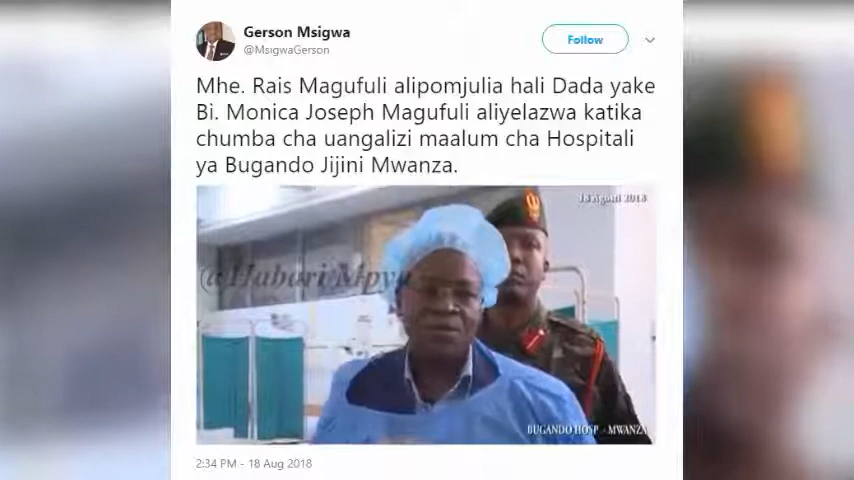 Gerson Msigwa
@MsigwaGerson
Follow
Mhe. Rais Magufuli alipomjulia hali Dada yake
Bi. Monica Joseph Magufuli aliyelazwa katika
chumba cha uangalizi maalum cha Hospitali
ya Bugando Jijini Mwanza.
18 Agosti 2018
@Habari Mpya
BUGANDO HOSP - MWANZA
2:34 PM - 18 Aug 2018